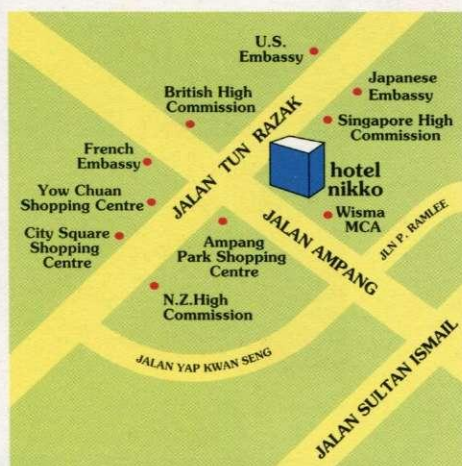 U.S.
Embassy
Japanese
Embassy
British High
Commission
Singapore High
Commission
JALAN TUN RAZAK
French
Embassy
hotel
nikko
Yow Chuan
Shopping Centre
Wisma
MCA
JLN P. RAMLEE
City Square
Shopping
Centre
Ampang
Park Shopping
Centre
JALAN AMPANG
N.Z.High
Commission
JALAN YAP KWAN SENG
JALAN SULTAN ISMAIL